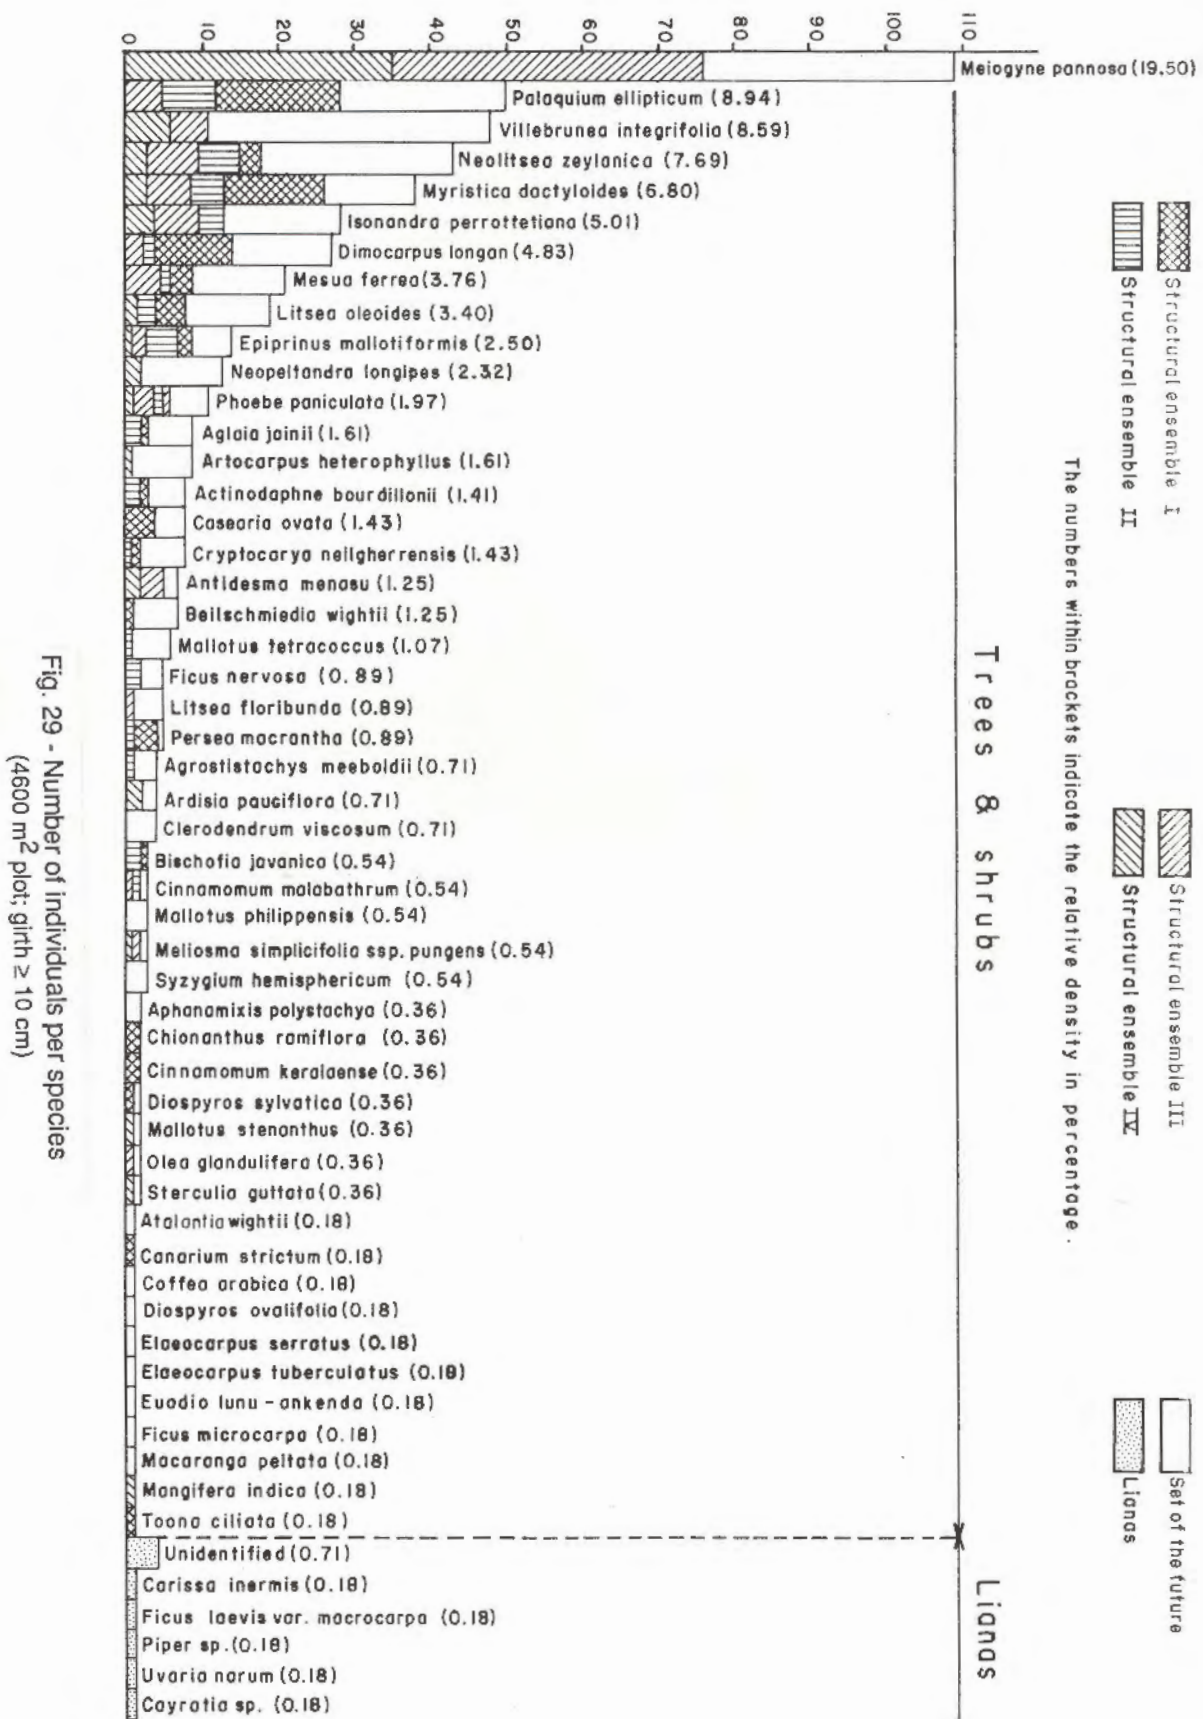 0 10 20 30 40 50 60 70 80 90 100 110
Meiogyne pannosa (19.50)
Palaquium ellipticum (8.94)
Villebrunea integrifolia (8.59)
Neolitsea zeylanica (7.69)
Myristica dactyloides (6.80)
Isonandra perrottetiana (5.01)
Dimocarpus longan (4.83)
Mesua ferrea (3.76)
Litsea oleoides (3.40)
Epiprinus mallotiformis (2.50)
Neopeltandra longipes (2.32)
Phoebe paniculata (1.97)
Aglaia jainii (1.61)
Artocarpus heterophyllus (1.61)
Actinodaphne bourdillonii (1.41)
Casearia ovata (1.43)
Cryptocarya neilgherrensis (1.43)
Antidesma menasu (1.25)
Beilschmiedia wightii (1.25)
Mallotus tetracoccus (1.07)
Ficus nervosa (0.89)
Litsea floribunda (0.89)
Persea macrantha (0.89)
Agrostistachys meeboldii (0.71)
Ardisia pauciflora (0.71)
Clerodendrum viscosum (0.71)
Bischofia javanica (0.54)
Cinnamomum malabathrum (0.54)
Mallotus philippensis (0.54)
Meliosma simplicifolia ssp. pungens (0.54)
Syzygium hemisphericum (0.54)
Aphanamixis polystachya (0.36)
Chionanthus ramiflora (0.36)
Cinnamomum keralaense (0.36)
Diospyros sylvatica (0.36)
Mallotus stenanthus (0.36)
Olea glandulifera (0.36)
Sterculia guttata (0.36)
Atalantia wightii (0.18)
Canarium strictum (0.18)
Coffea arabica (0.18)
Diospyros ovalifolia (0.18)
Elaeocarpus serratus (0.18)
Elaeocarpus tuberculatus (0.18)
Euodia lunu-ankenda (0.18)
Ficus microcarpa (0.18)
Macaranga peltata (0.18)
Mangifera indica (0.18)
Toona ciliata (0.18)
Unidentified (0.71)
Carissa inermis (0.18)
Ficus laevis var. macrocarpa (0.18)
Piper sp. (0.18)
Uvaria narum (0.18)
Cayratia sp. (0.18)
Trees & shrubs
Lianas
The numbers within brackets indicate the relative density in percentage.
Structural ensemble I
Structural ensemble II
Structural ensemble III
Structural ensemble IV
Set of the future
Lianas
Fig. 29 - Number of individuals per species
(4600 m² plot; girth ≥ 10 cm)